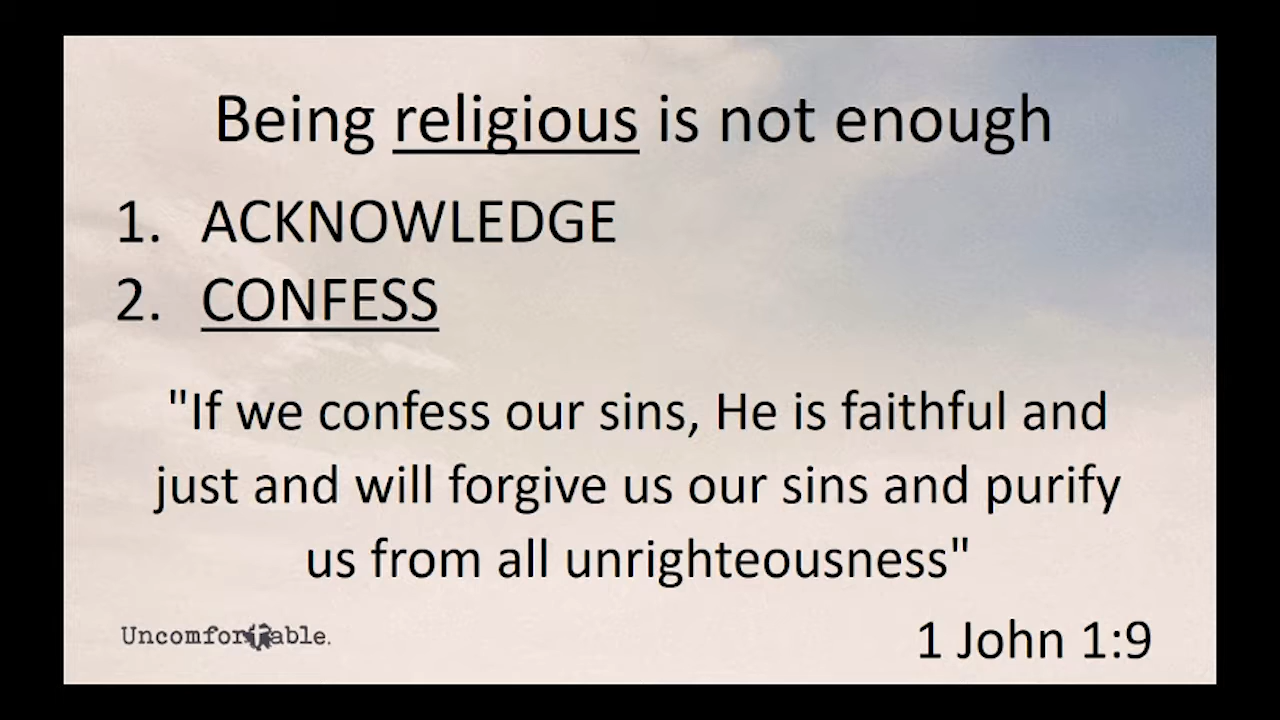 Being religious is not enough
1. ACKNOWLEDGE
2. CONFESS
"If we confess our sins, He is faithful and
just and will forgive us our sins and purify
us from all unrighteousness"
Uncomfortable.
1 John 1:9